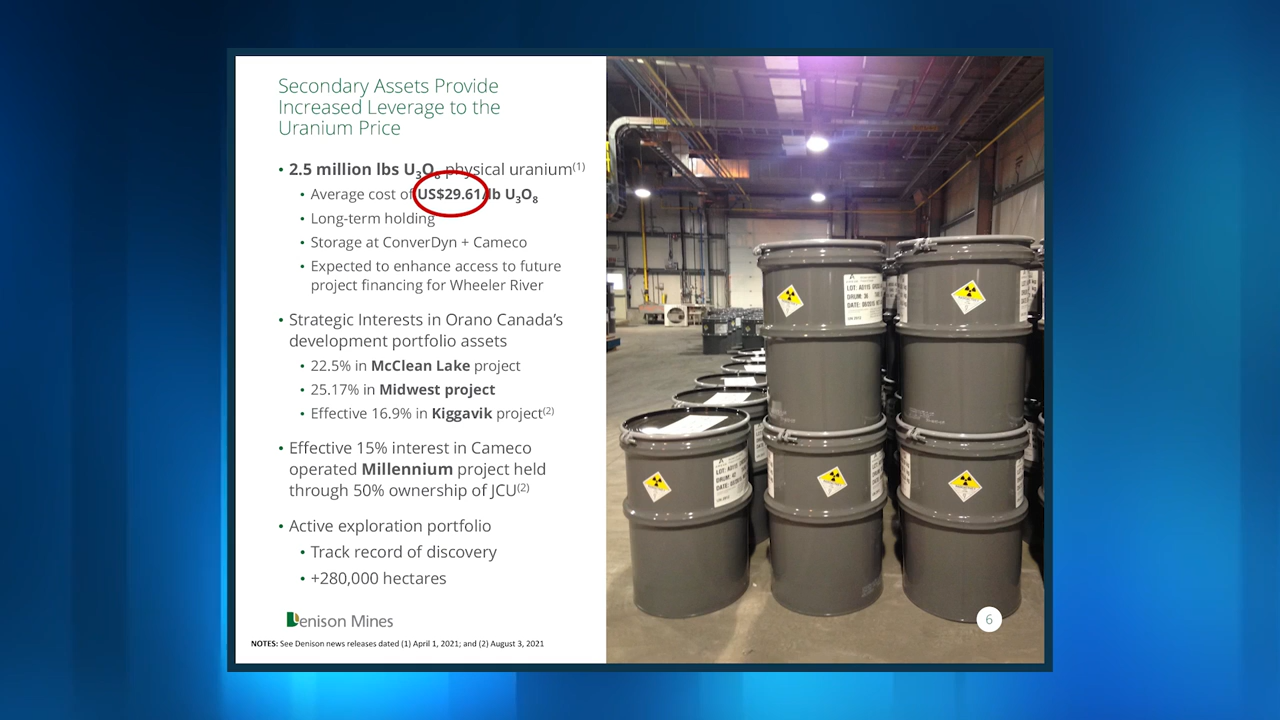 Secondary Assets Provide
Increased Leverage to the
Uranium Price
• 2.5 million lbs U₃O₈ physical uranium(1)
• Average cost of US$29.61/lb U₃O₈
• Long-term holding
• Storage at ConverDyn + Cameco
• Expected to enhance access to future
project financing for Wheeler River
• Strategic Interests in Orano Canada's
development portfolio assets
• 22.5% in McClean Lake project
• 25.17% in Midwest project
• Effective 16.9% in Kiggavik project(2)
• Effective 15% interest in Cameco
operated Millennium project held
through 50% ownership of JCU(2)
• Active exploration portfolio
• Track record of discovery
• +280,000 hectares
Denison Mines
NOTES: See Denison news releases dated (1) April 1, 2021; and (2) August 3, 2021
6